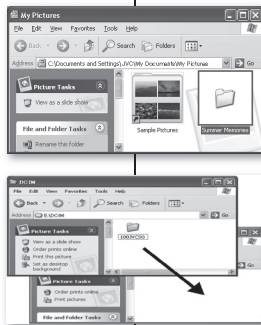 My Pictures
File Edit View Favorites Tools Help
Back Search Folders
Address C:\Documents and Settings\JVC\My Documents\My Pictures Go
Picture Tasks
View as a slide show
File and Folder Tasks
Rename this folder
Sample Pictures
Summer Memories
DCIM
File Edit View Favorites Tools Help
Back Search Folders
Address E:\DCIM Go
Picture Tasks
View as a slide show
Order prints online
Print this picture
Set as desktop
background
100JVCSO
Go
Picture Tasks
Order prints online
Print pictures
File and Folder Tasks